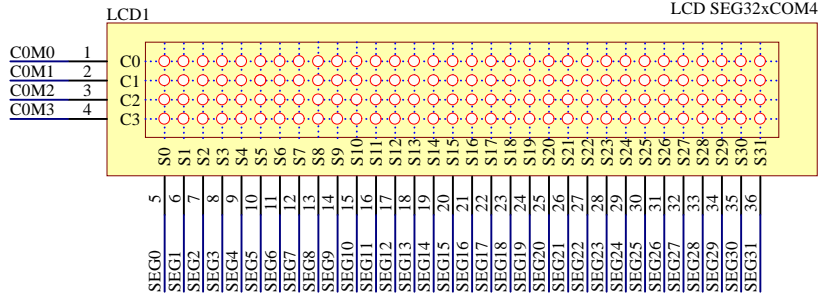 LCD1
LCD SEG32xCOM4
C0M0 1 C0
C0M1 2 C1
C0M2 3 C2
C0M3 4 C3
S0 S1 S2 S3 S4 S5 S6 S7 S8 S9 S10 S11 S12 S13 S14 S15 S16 S17 S18 S19 S20 S21 S22 S23 S24 S25 S26 S27 S28 S29 S30 S31
5 6 7 8 9 10 11 12 13 14 15 16 17 18 19 20 21 22 23 24 25 26 27 28 29 30 31 32 33 34 35 36
SEG0 SEG1 SEG2 SEG3 SEG4 SEG5 SEG6 SEG7 SEG8 SEG9 SEG10 SEG11 SEG12 SEG13 SEG14 SEG15 SEG16 SEG17 SEG18 SEG19 SEG20 SEG21 SEG22 SEG23 SEG24 SEG25 SEG26 SEG27 SEG28 SEG29 SEG30 SEG31